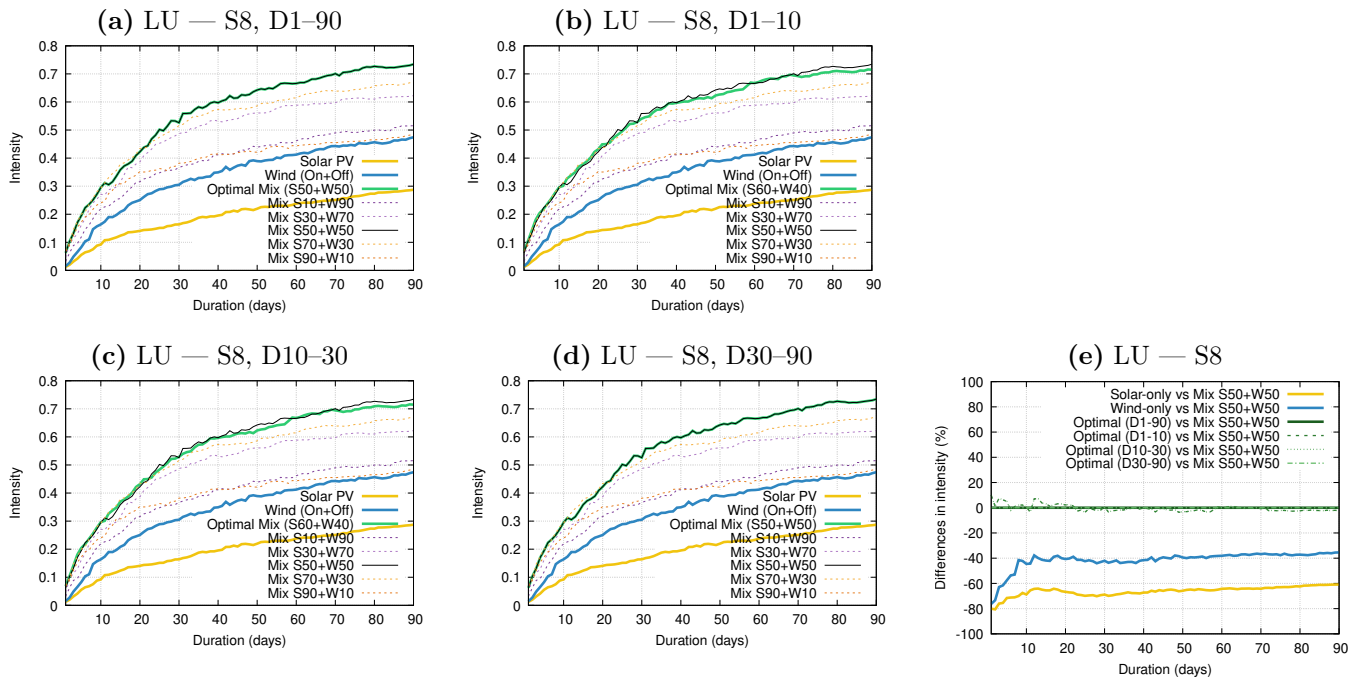 (a) LU — S8, D1–90
0.8
0.7
0.6
0.5
0.4
0.3
0.2
0.1
0
Intensity
Solar PV
Wind (On+Off)
Optimal Mix (S50+W50)
Mix S10+W90
Mix S30+W70
Mix S50+W50
Mix S70+W30
Mix S90+W10
10 20 30 40 50 60 70 80 90
Duration (days)
(b) LU — S8, D1–10
0.8
0.7
0.6
0.5
0.4
0.3
0.2
0.1
0
Intensity
Solar PV
Wind (On+Off)
Optimal Mix (S60+W40)
Mix S10+W90
Mix S30+W70
Mix S50+W50
Mix S70+W30
Mix S90+W10
10 20 30 40 50 60 70 80 90
Duration (days)
(c) LU — S8, D10–30
0.8
0.7
0.6
0.5
0.4
0.3
0.2
0.1
0
Intensity
Solar PV
Wind (On+Off)
Optimal Mix (S60+W40)
Mix S10+W90
Mix S30+W70
Mix S50+W50
Mix S70+W30
Mix S90+W10
10 20 30 40 50 60 70 80 90
Duration (days)
(d) LU — S8, D30–90
0.8
0.7
0.6
0.5
0.4
0.3
0.2
0.1
0
Intensity
Solar PV
Wind (On+Off)
Optimal Mix (S50+W50)
Mix S10+W90
Mix S30+W70
Mix S50+W50
Mix S70+W30
Mix S90+W10
10 20 30 40 50 60 70 80 90
Duration (days)
(e) LU — S8
100
80
60
40
20
0
-20
-40
-60
-80
-100
Differences in intensity (%)
Solar-only vs Mix S50+W50
Wind-only vs Mix S50+W50
Optimal (D1-90) vs Mix S50+W50
Optimal (D1-10) vs Mix S50+W50
Optimal (D10-30) vs Mix S50+W50
Optimal (D30-90) vs Mix S50+W50
10 20 30 40 50 60 70 80 90
Duration (days)